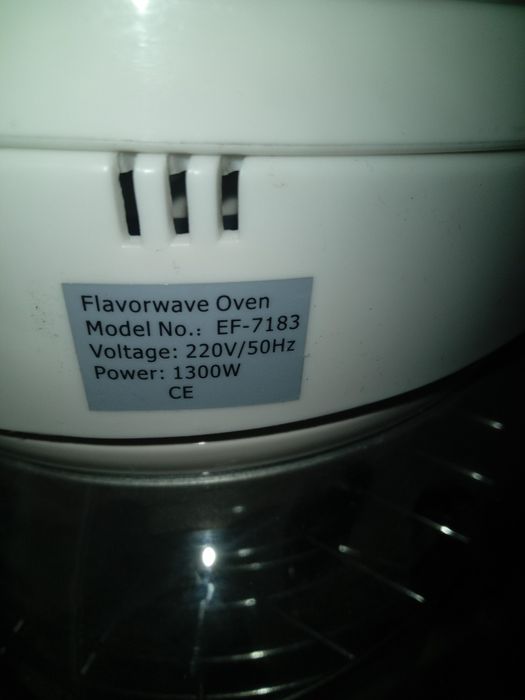 Flavorwave Oven
Model No.: EF-7183
Voltage: 220V/50Hz
Power: 1300W
CE